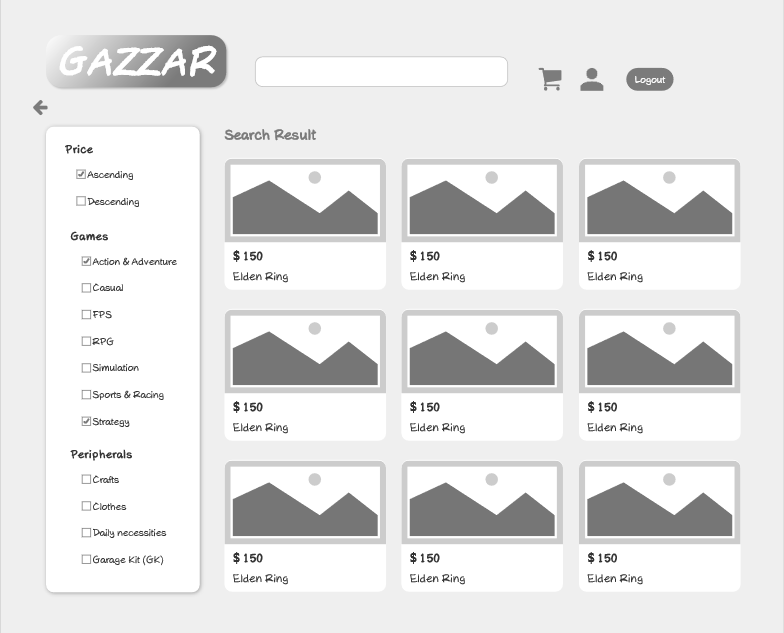 GAZZAR
Logout
Price
Ascending
Descending
Games
Action & Adventure
Casual
FPS
RPG
Simulation
Sports & Racing
Strategy
Peripherals
Crafts
Clothes
Daily necessities
Garage Kit (GK)
Search Result
$ 150
Elden Ring
$ 150
Elden Ring
$ 150
Elden Ring
$ 150
Elden Ring
$ 150
Elden Ring
$ 150
Elden Ring
$ 150
Elden Ring
$ 150
Elden Ring
$ 150
Elden Ring